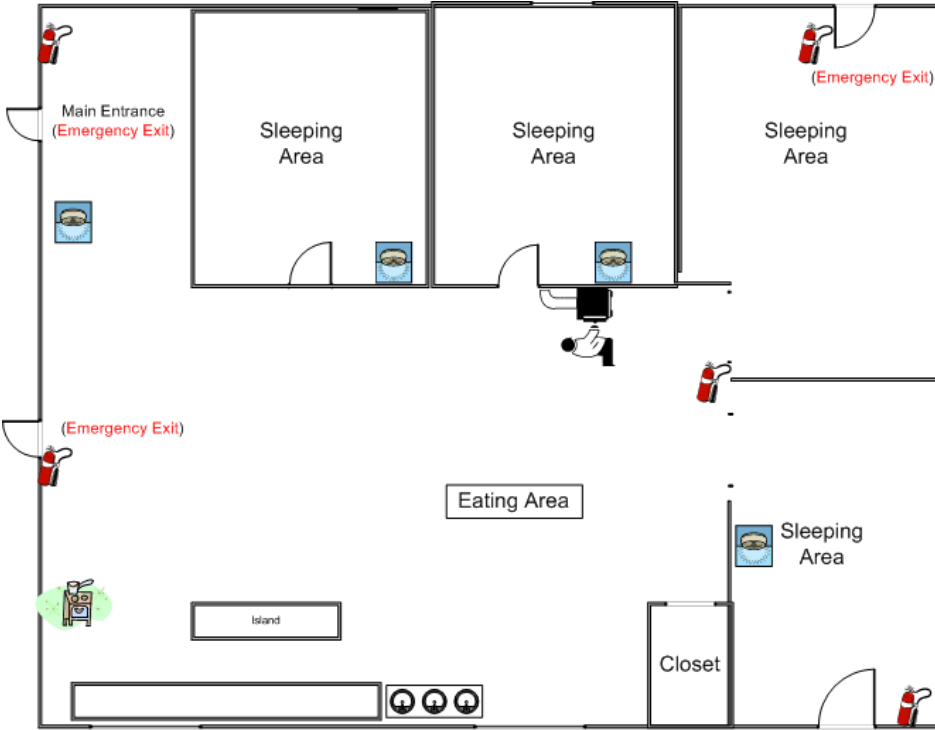 Main Entrance
(Emergency Exit)
Sleeping
Area
Sleeping
Area
Sleeping
Area
(Emergency Exit)
(Emergency Exit)
Eating Area
Sleeping
Area
Island
Closet